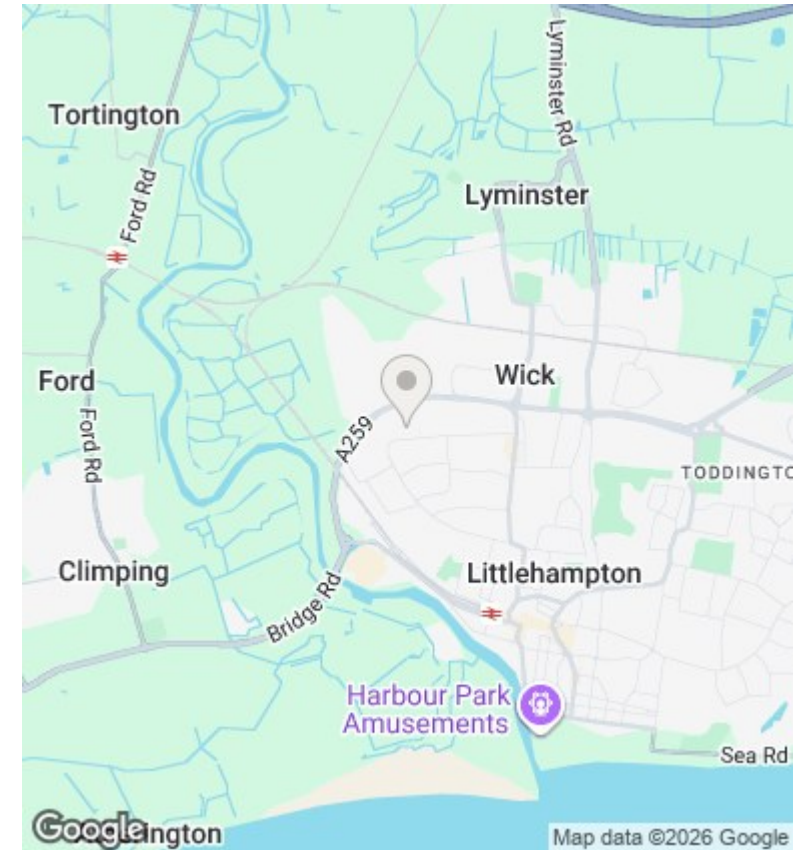 Lyminster Rd
Tortington
Ford Rd
Lyminster
Ford
Wick
Ford Rd
A259
TODDINGTO
Climping
Littlehampton
Bridge Rd
Harbour Park
Amusements
Sea Rd
Google
Map data ©2026 Google